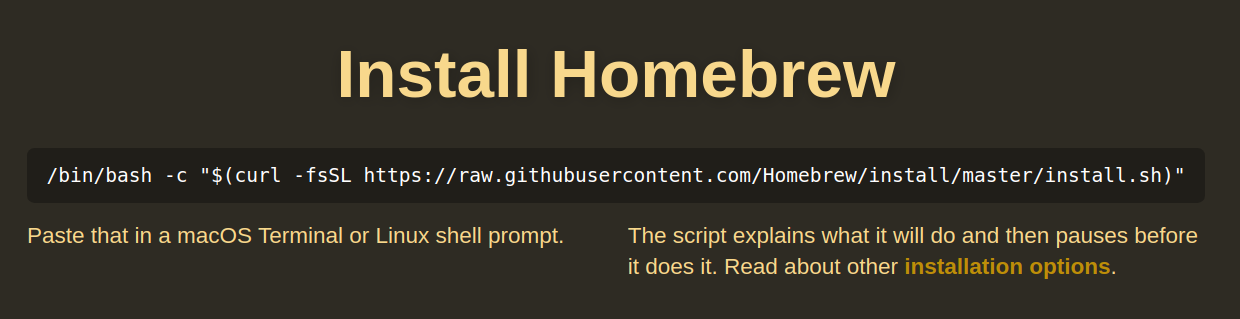 Install Homebrew
/bin/bash -c "$(curl -fsSL https://raw.githubusercontent.com/Homebrew/install/master/install.sh)"
Paste that in a macOS Terminal or Linux shell prompt.
The script explains what it will do and then pauses before
it does it. Read about other installation options.